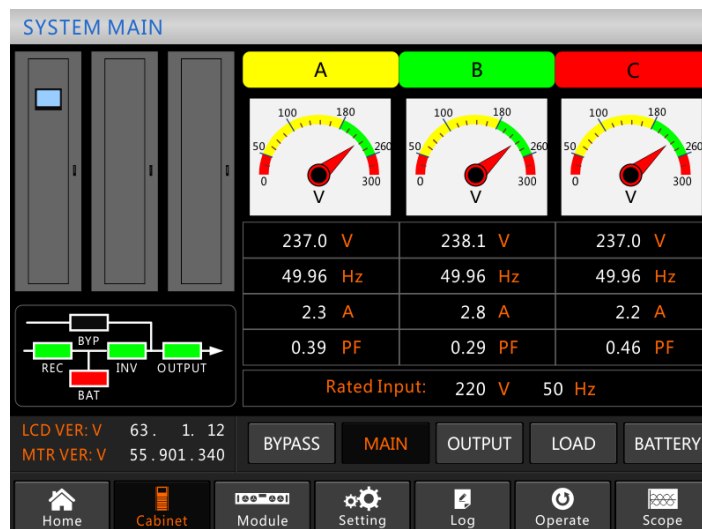 SYSTEM MAIN
A B C
100 180 100 180 100 180
50 260 50 260 50 260
0 300 0 300 0 300
V V V
237.0 V 238.1 V 237.0 V
49.96 Hz 49.96 Hz 49.96 Hz
2.3 A 2.8 A 2.2 A
0.39 PF 0.29 PF 0.46 PF
Rated Input: 220 V 50 Hz
BYP
REC INV OUTPUT
BAT
LCD VER: V 63. 1. 12
MTR VER: V 55.901.340
BYPASS MAIN OUTPUT LOAD BATTERY
Home Cabinet Module Setting Log Operate Scope